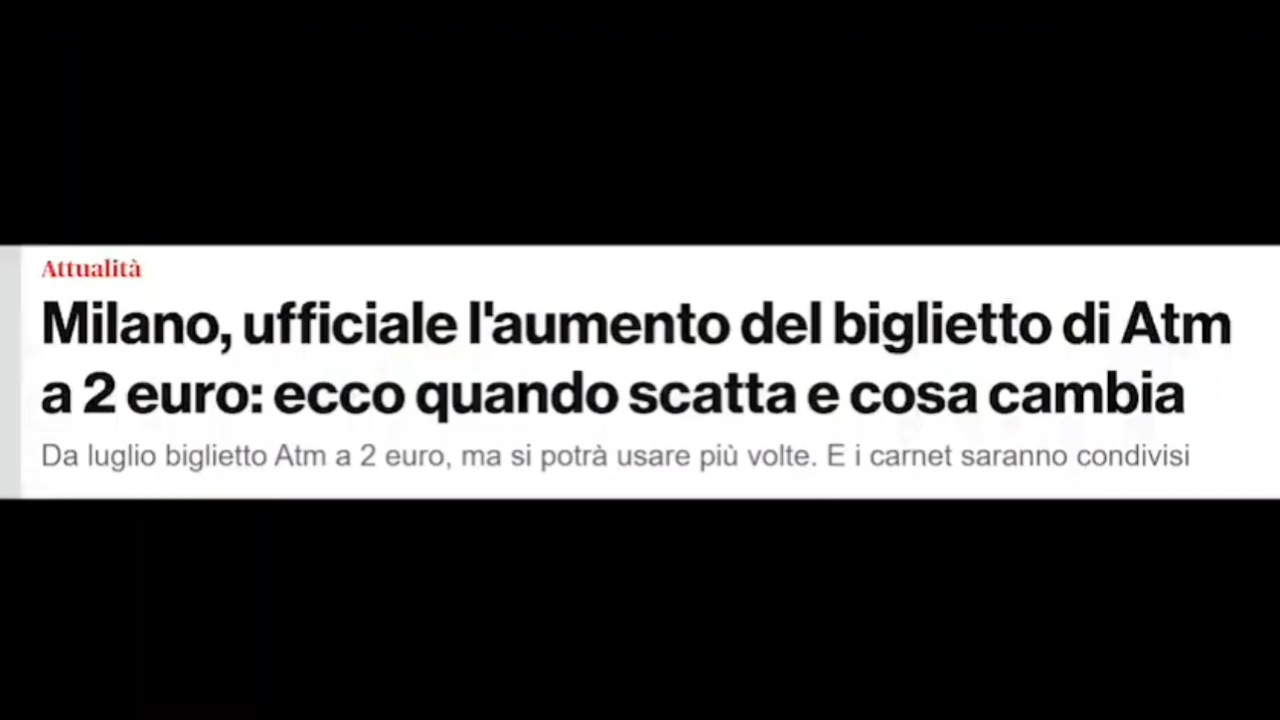 Attualità
Milano, ufficiale l'aumento del biglietto di Atm
a 2 euro: ecco quando scatta e cosa cambia
Da luglio biglietto Atm a 2 euro, ma si potrà usare più volte. E i carnet saranno condivisi